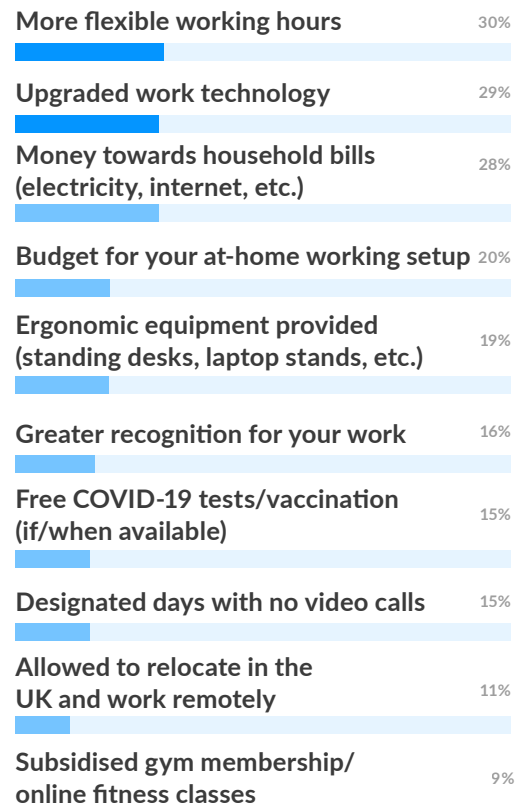 More flexible working hours 30%
Upgraded work technology 29%
Money towards household bills
(electricity, internet, etc.) 28%
Budget for your at-home working setup 20%
Ergonomic equipment provided
(standing desks, laptop stands, etc.) 19%
Greater recognition for your work 16%
Free COVID-19 tests/vaccination
(if/when available) 15%
Designated days with no video calls 15%
Allowed to relocate in the
UK and work remotely 11%
Subsidised gym membership/
online fitness classes 9%